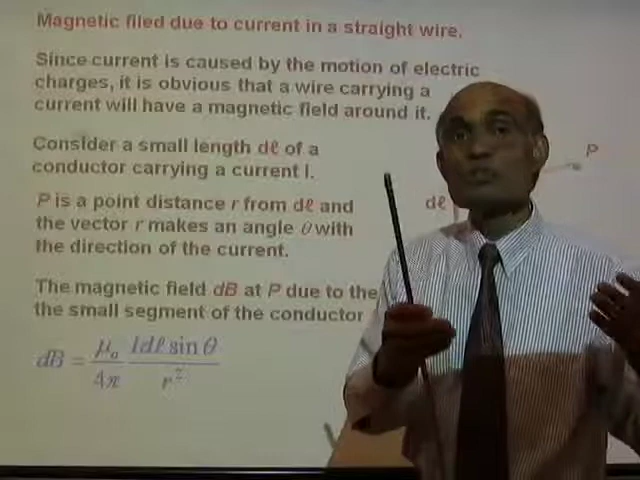 Magnetic filed due to current in a straight wire.
Since current is caused by the motion of electric
charges, it is obvious that a wire carrying a
current will have a magnetic field around it.
Consider a small length dℓ of a
conductor carrying a current I.
P is a point distance r from dℓ and
the vector r makes an angle θ with
the direction of the current.
The magnetic field dB at P due to the
the small segment of the conductor
dB = μₒ/4π Idℓ sin θ/r²
P
dℓ